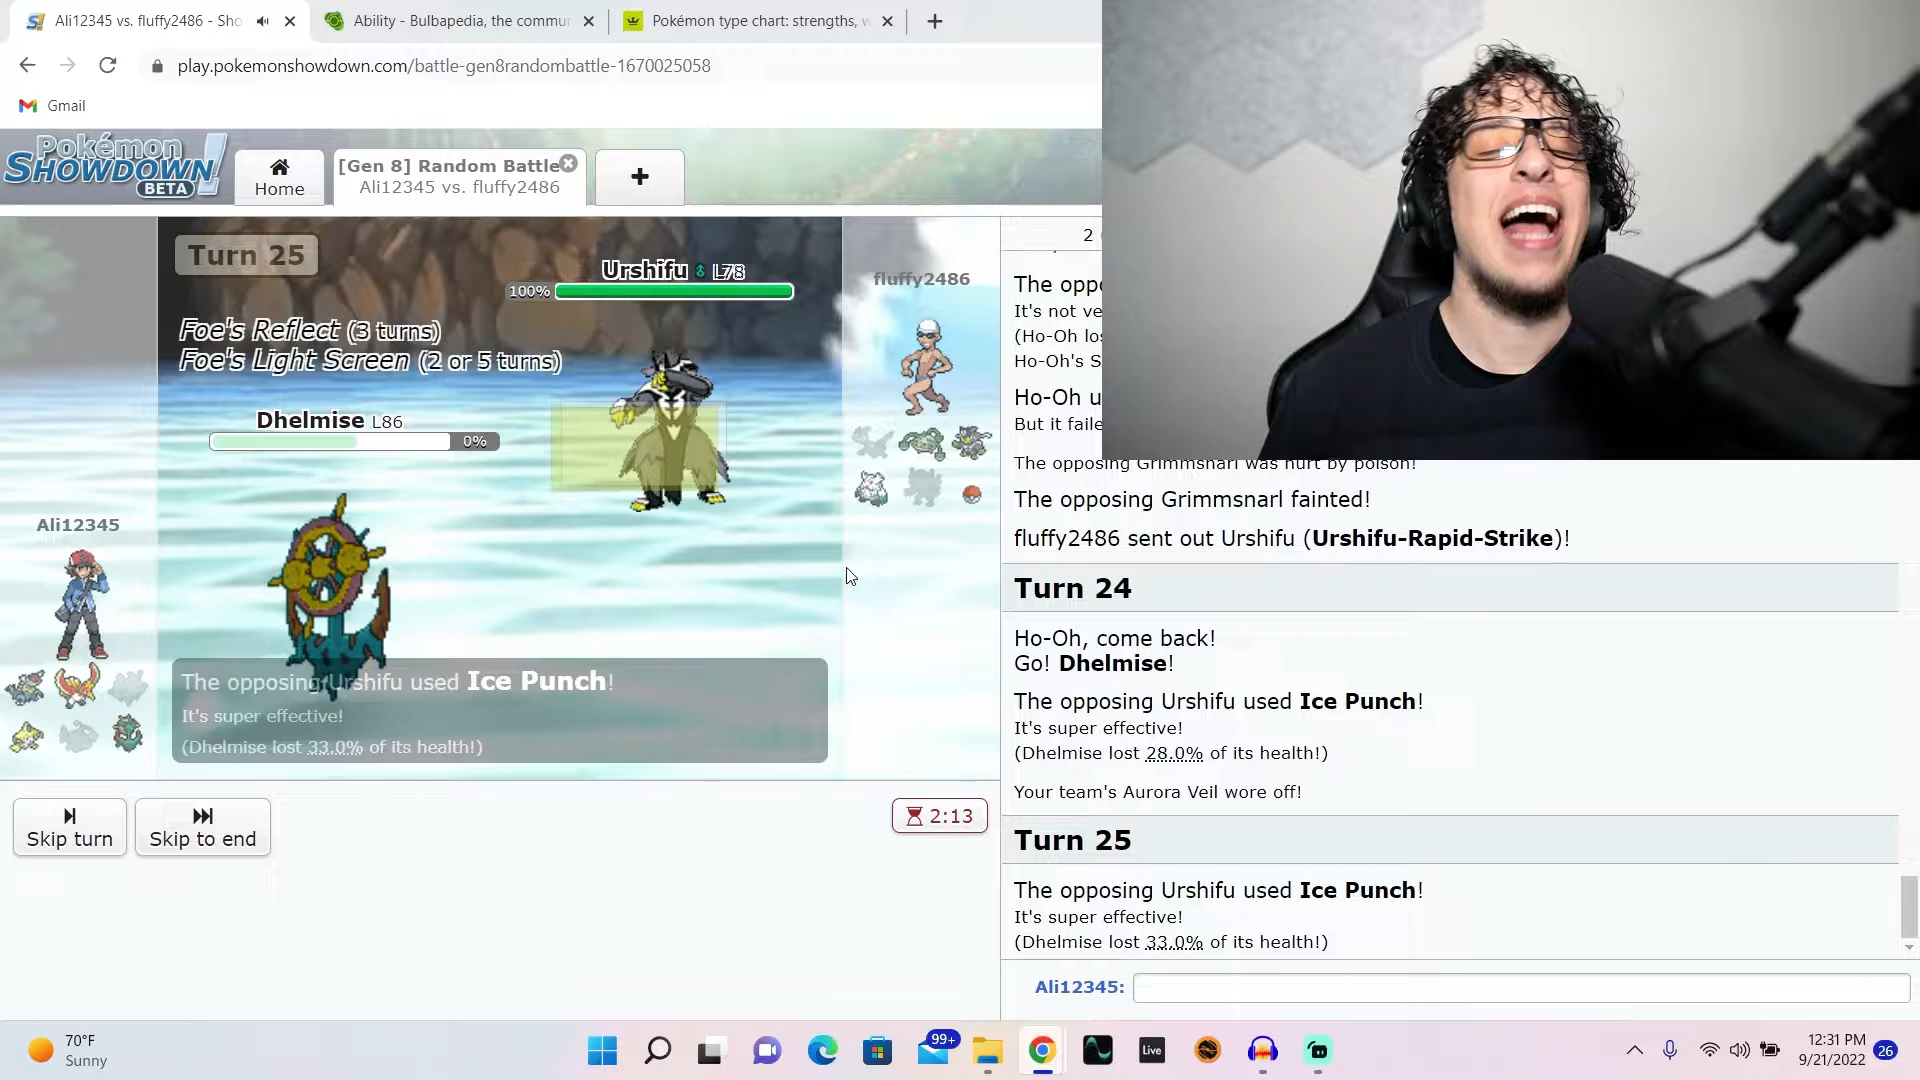 Ali12345 vs. fluffy2486 - Sho
Ability - Bulbapedia, the commun
Pokémon type chart: strengths, w
play.pokemonshowdown.com/battle-gen8randombattle-1670025058
Gmail
Pokémon
SHOWDOWN!
BETA
Home
[Gen 8] Random Battle
Ali12345 vs. fluffy2486
Turn 25
Urshifu L78
100%
Foe's Reflect (3 turns)
Foe's Light Screen (2 or 5 turns)
Dhelmise L86
0%
fluffy2486
Ali12345
The opposing Urshifu used Ice Punch!
It's super effective!
(Dhelmise lost 33.0% of its health!)
Skip turn
Skip to end
2:13
2
The oppo
It's not ve
(Ho-Oh los
Ho-Oh's S
Ho-Oh u
But it faile
The opposing Grimmsnarl was hurt by poison!
The opposing Grimmsnarl fainted!
fluffy2486 sent out Urshifu (Urshifu-Rapid-Strike)!
Turn 24
Ho-Oh, come back!
Go! Dhelmise!
The opposing Urshifu used Ice Punch!
It's super effective!
(Dhelmise lost 28.0% of its health!)
Your team's Aurora Veil wore off!
Turn 25
The opposing Urshifu used Ice Punch!
It's super effective!
(Dhelmise lost 33.0% of its health!)
Ali12345:
70°F
Sunny
99+
Live
12:31 PM
9/21/2022
26